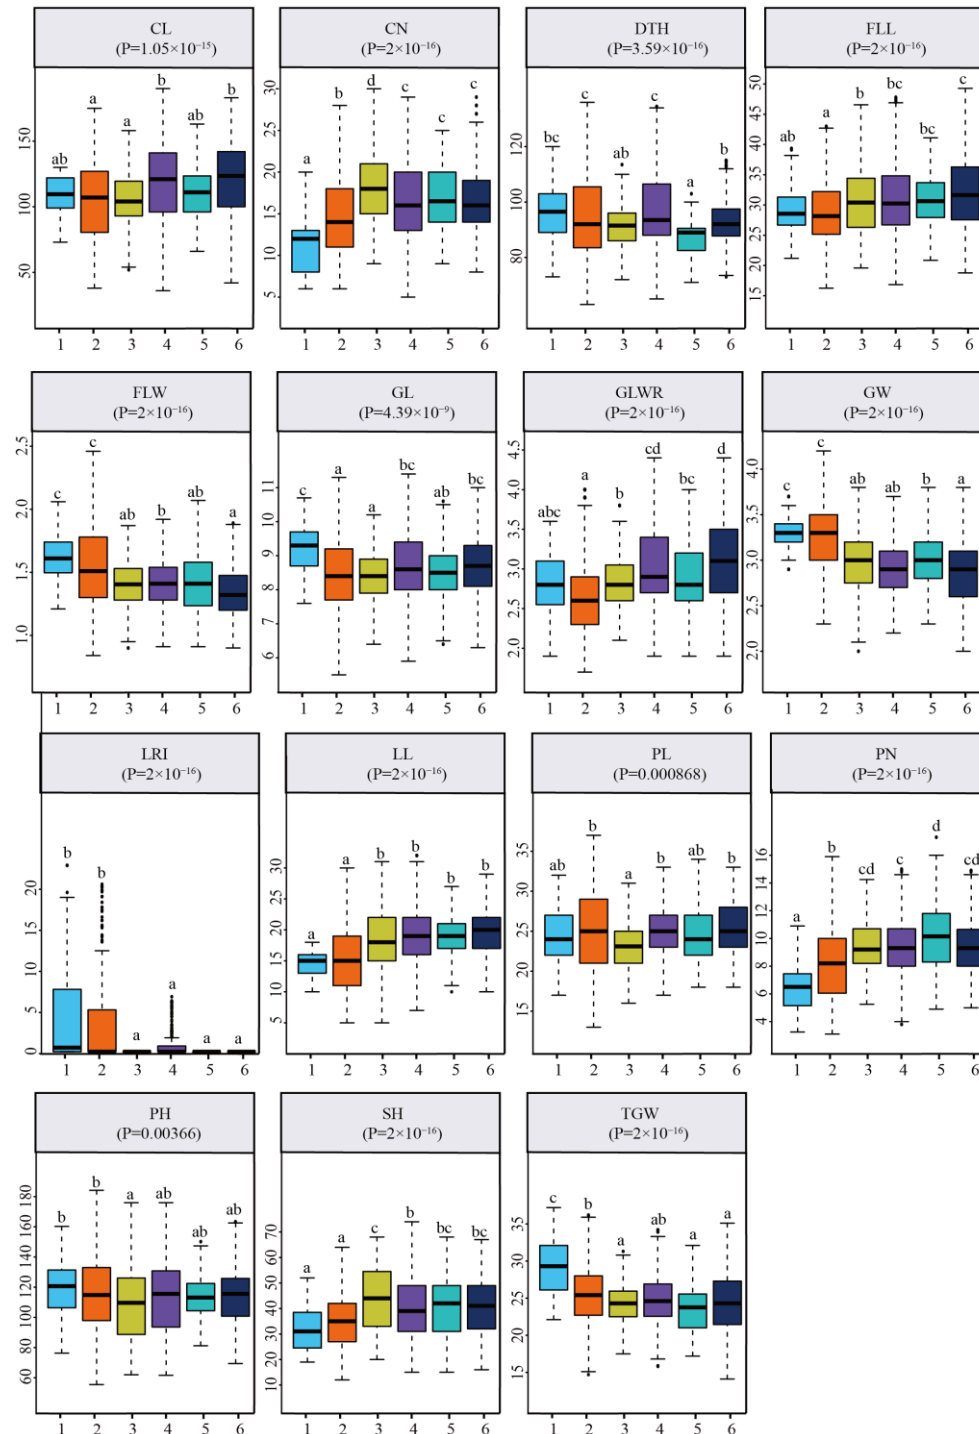 CL
(P=1.05×10⁻¹⁵)
CN
(P=2×10⁻¹⁶)
DTH
(P=3.59×10⁻¹⁶)
FLL
(P=2×10⁻¹⁶)
50 100 150
ab a a b ab b
1 2 3 4 5 6
5 10 15 20 30
a b d c c c
1 2 3 4 5 6
80 100 120
bc c ab c a b
1 2 3 4 5 6
15 20 25 30 35 40 50
ab a b bc bc c
1 2 3 4 5 6
FLW
(P=2×10⁻¹⁶)
GL
(P=4.39×10⁻⁹)
GLWR
(P=2×10⁻¹⁶)
GW
(P=2×10⁻¹⁶)
1.0 1.5 2.0 2.5
c c ab b ab a
1 2 3 4 5 6
6 8 9 10 11
c a a bc ab bc
1 2 3 4 5 6
2.0 2.5 3.0 3.5 4.0 4.5
abc a b cd bc d
1 2 3 4 5 6
2.0 2.5 3.0 3.5 4.0
c c ab ab b a
1 2 3 4 5 6
LRI
(P=2×10⁻¹⁶)
LL
(P=2×10⁻¹⁶)
PL
(P=0.000868)
PN
(P=2×10⁻¹⁶)
0 5 10 15 20
b b a a a a
1 2 3 4 5 6
5 10 15 20 30
a a b b b b
1 2 3 4 5 6
15 20 25 30 35
ab b a b ab b
1 2 3 4 5 6
4 6 8 10 12 14 16
a b cd c d cd
1 2 3 4 5 6
PH
(P=0.00366)
SH
(P=2×10⁻¹⁶)
TGW
(P=2×10⁻¹⁶)
60 80 100 120 140 160 180
b b a ab ab ab
1 2 3 4 5 6
10 20 30 40 50 60 70
a a c b bc bc
1 2 3 4 5 6
15 20 25 30 35
c b a ab a a
1 2 3 4 5 6